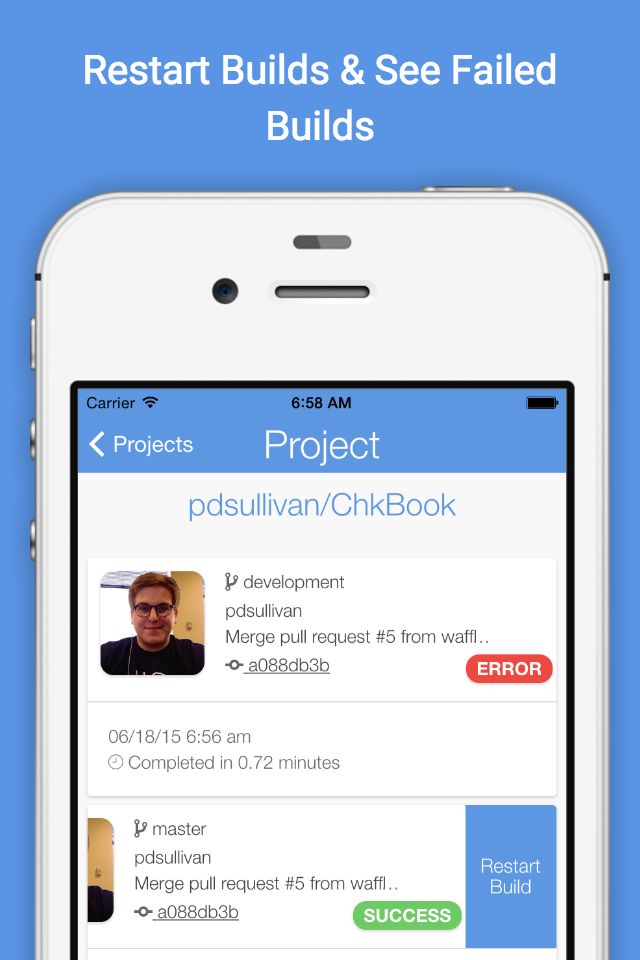 Restart Builds & See Failed
Builds
Carrier 6:58 AM
Projects Project
pdsullivan/ChkBook
development
pdsullivan
Merge pull request #5 from waffl..
a088db3b
ERROR
06/18/15 6:56 am
Completed in 0.72 minutes
master
pdsullivan
Merge pull request #5 from waffl..
a088db3b
SUCCESS
Restart
Build